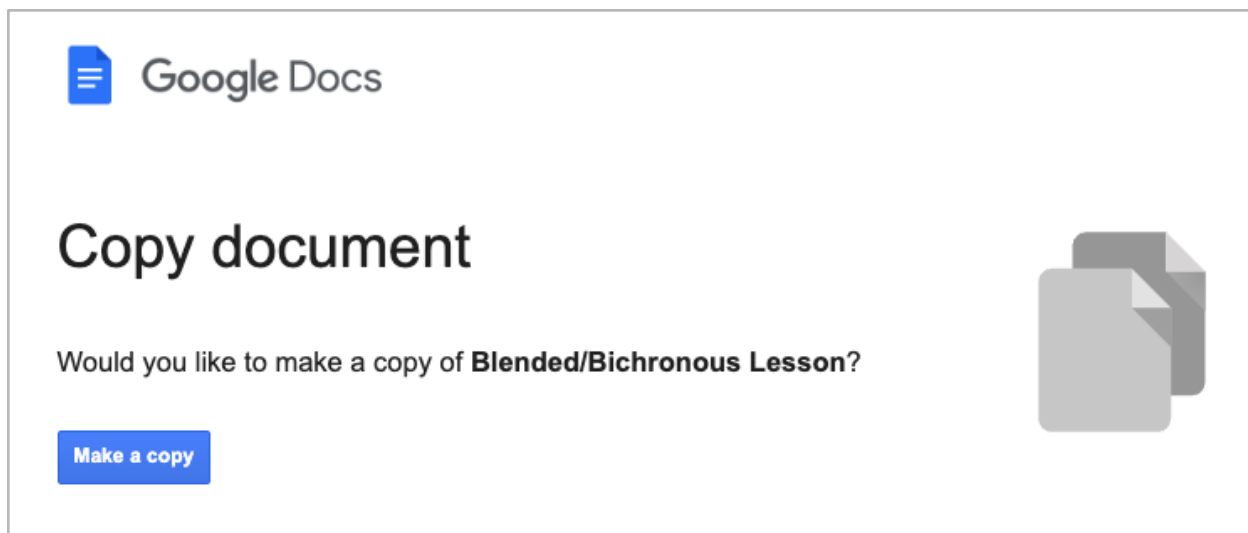 Google Docs
Copy document
Would you like to make a copy of Blended/Bichronous Lesson?
Make a copy